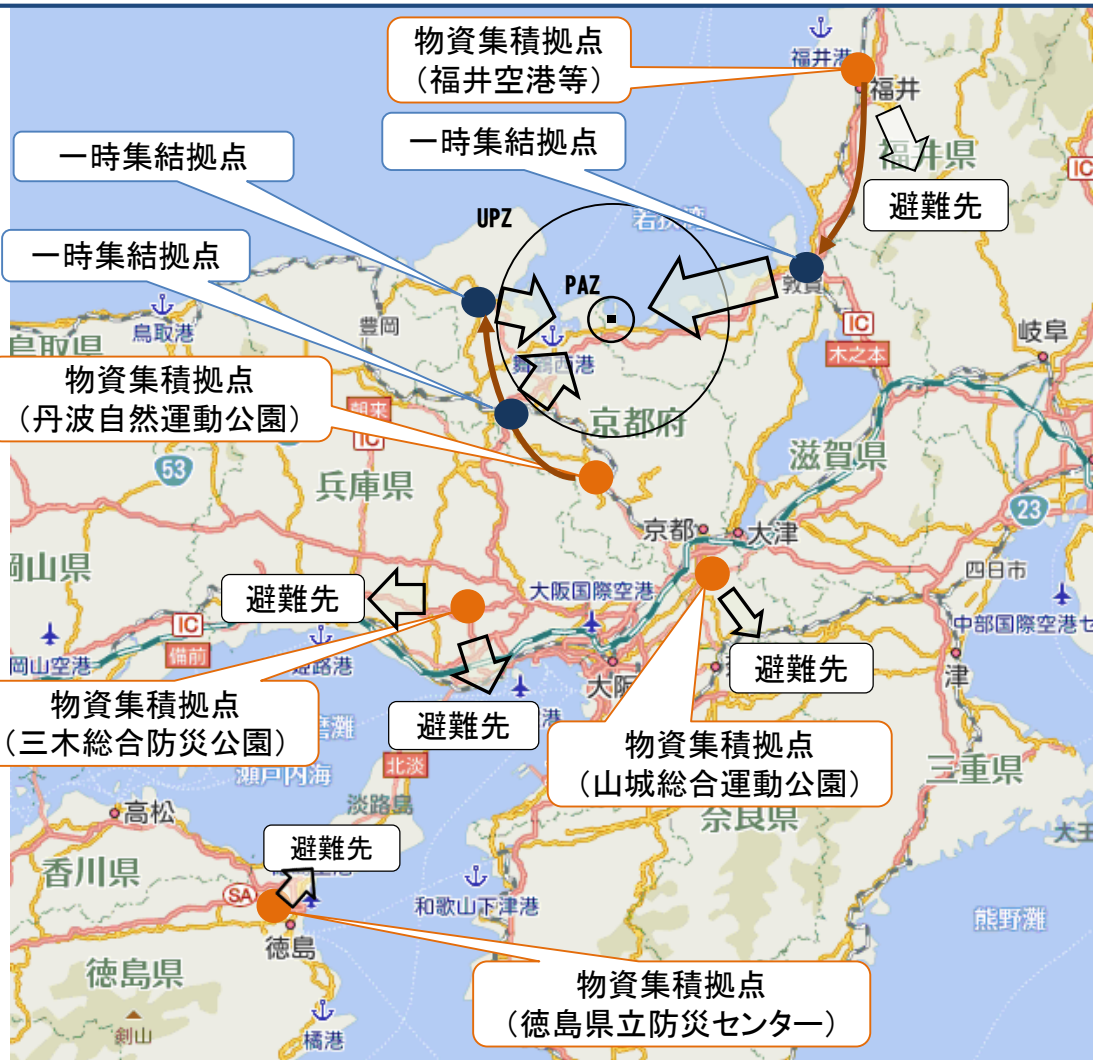 物資集積拠点
（福井空港等）
福井港
福井
福井県
IC
避難先
一時集結拠点
一時集結拠点
一時集結拠点
UPZ
若狭湾
PAZ
敦賀
鳥取港
豊岡
鳥取県
舞鶴西港
IC
木之本
岐阜
物資集積拠点
（丹波自然運動公園）
朝来
IC
京都府
滋賀県
53
兵庫県
23
京都
大津
岡山県
四日市
避難先
大阪国際空港
IC
備前
岡山空港
姫路港
中部国際空港セ
避難先
津
大阪
物資集積拠点
（三木総合防災公園）
避難先
港
磨灘
瀬戸内海
北淡
物資集積拠点
（山城総合運動公園）
三重県
奈良県
淡路島
高松
大王
香川県
避難先
SA
和歌山下津港
熊野灘
徳島
徳島県
物資集積拠点
（徳島県立防災センター）
剣山
橘港